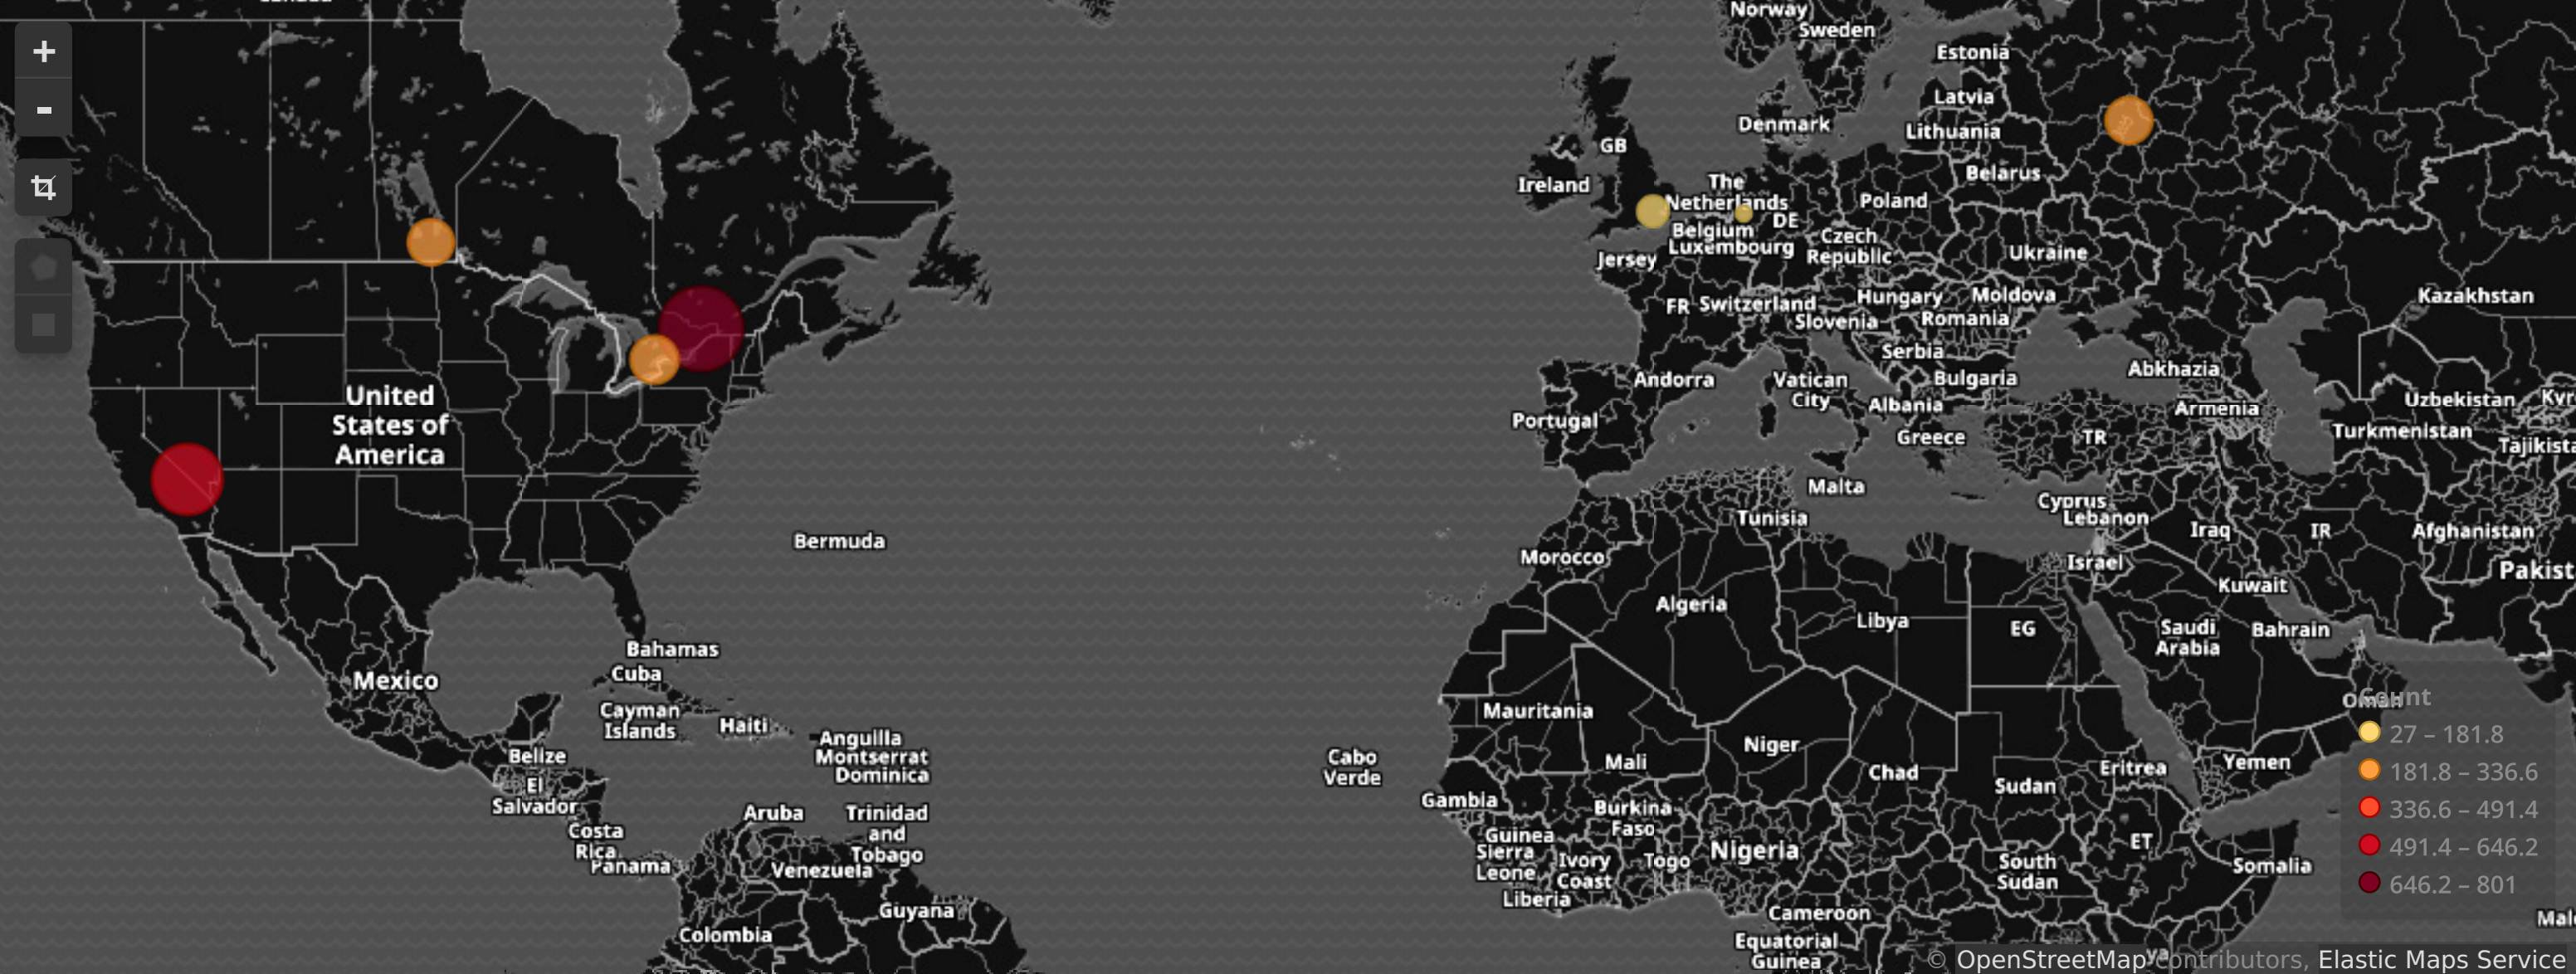 Norway
Sweden
Estonia
Latvia
Denmark
Lithuania
GB
Belarus
The
Netherlands
Ireland
Poland
DE
Belgium
Luxembourg
Czech
Republic
Ukraine
Jersey
FR
Switzerland
Hungary
Moldova
Kazakhstan
Slovenia
Romania
Serbia
Andorra
Vatican
City
Bulgaria
Abkhazia
Albania
Armenia
Uzbekistan
Portugal
Greece
TR
Turkmenistan
Malta
Cyprus
Lebanon
Tunisia
Iraq
IR
Afghanistan
Morocco
Israel
Kuwait
Pakist
Algeria
Libya
EG
Saudi
Arabia
Bahrain
United
States of
America
Bermuda
Bahamas
Cuba
Mexico
Cayman
Islands
Haiti
Anguilla
Montserrat
Dominica
Belize
El
Salvador
Costa
Rica
Panama
Aruba
Trinidad
and
Tobago
Venezuela
Guyana
Colombia
Cabo
Verde
Mauritania
Mali
Niger
Chad
Sudan
Eritrea
Yemen
Gambia
Burkina
Faso
Guinea
Sierra
Leone
Ivory
Coast
Togo
Nigeria
Liberia
South
Sudan
ET
Somalia
Cameroon
Equatorial
Guinea
Count
27 – 181.8
181.8 – 336.6
336.6 – 491.4
491.4 – 646.2
646.2 – 801
© OpenStreetMap contributors, Elastic Maps Service